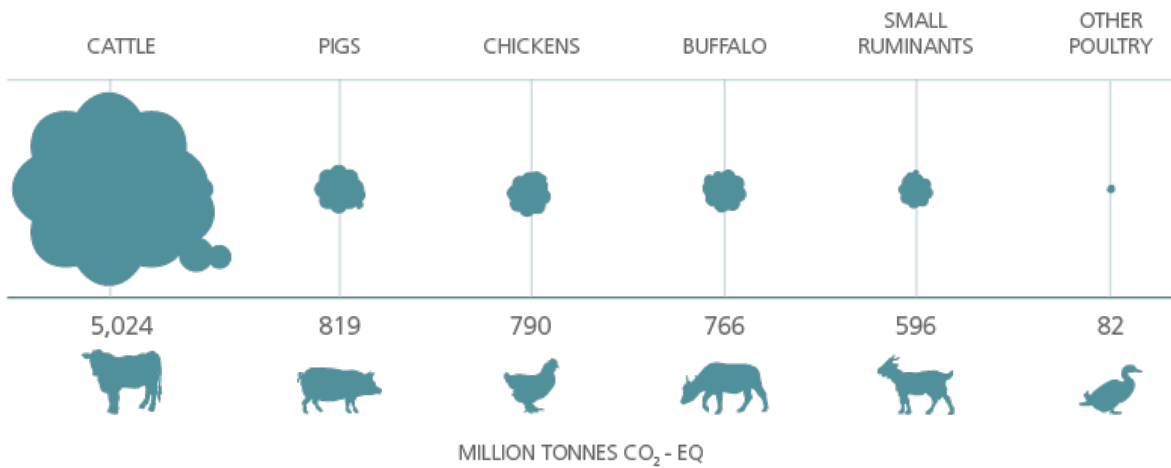 CATTLE
PIGS
CHICKENS
BUFFALO
SMALL
RUMINANTS
OTHER
POULTRY
5,024
819
790
766
596
82
MILLION TONNES CO₂ - EQ